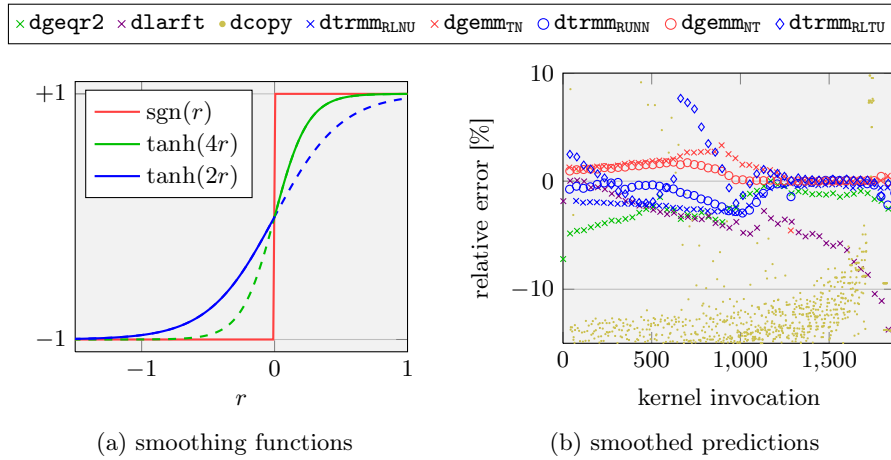 × dgeqr2 × dlarft • dcopy × dtrmm_RLNU × dgemm_TN ○ dtrmm_RUNN ○ dgemm_NT ◇ dtrmm_RLTU
+1
−1
sgn(r)
tanh(4r)
tanh(2r)
−1 0 1
r
(a) smoothing functions
10
0
−10
relative error [%]
0 500 1,000 1,500
kernel invocation
(b) smoothed predictions